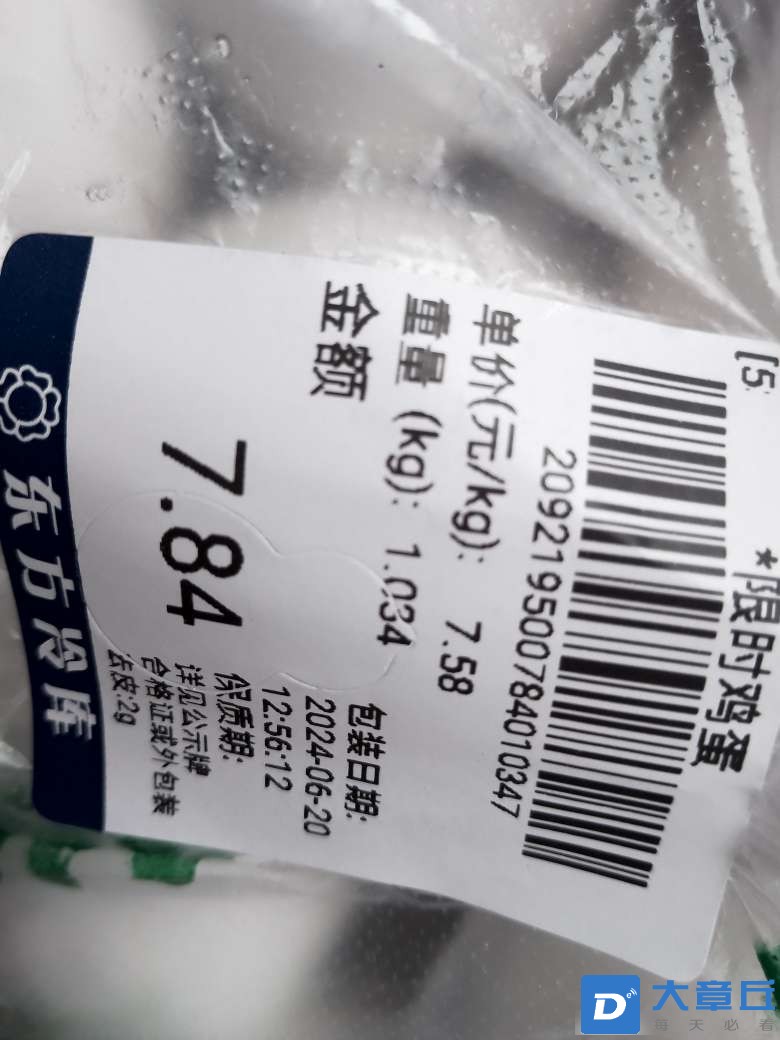 [5
*限时鸡蛋
209219500784010347
单价(元/kg): 7.58
重量 (kg): 1.034
金额
7.84
包装日期:
2024-06-20
12:56:12
保质期:
详见公示牌
合格证或外包装
去皮:2g
东方冷库
大章丘
每天必看